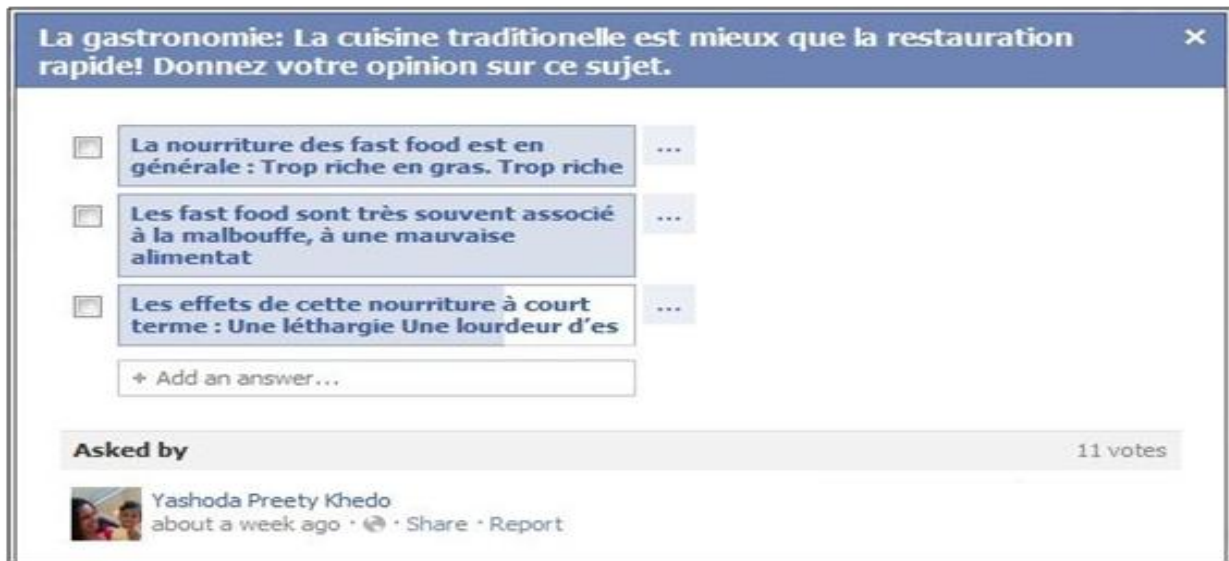 La gastronomie: La cuisine traditionelle est mieux que la restauration
rapide! Donnez votre opinion sur ce sujet.
×
La nourriture des fast food est en
générale : Trop riche en gras. Trop riche
...
Les fast food sont très souvent associé
à la malbouffe, à une mauvaise
alimentat
...
Les effets de cette nourriture à court
terme : Une léthargie Une lourdeur d'es
...
+ Add an answer...
Asked by
11 votes
Yashoda Preety Khedo
about a week ago · Share · Report